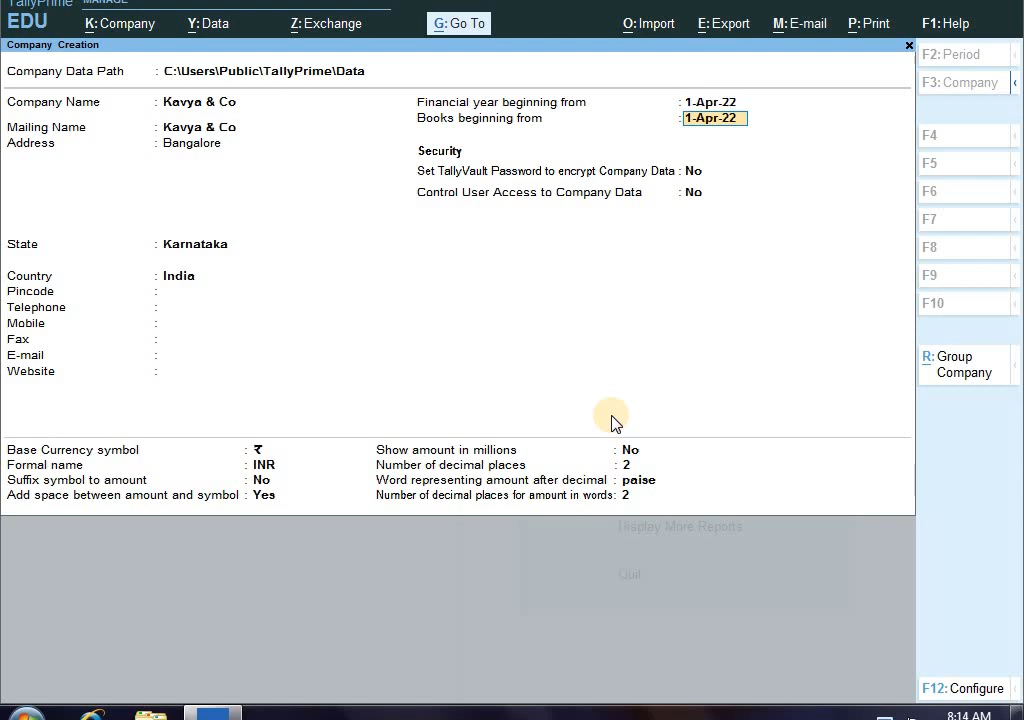 TallyPrime
MANAGE
EDU
K: Company
Y: Data
Z: Exchange
G: Go To
O: Import
E: Export
M: E-mail
P: Print
F1: Help
Company Creation
Company Data Path : C:\Users\Public\TallyPrime\Data
Company Name : Kavya & Co
Mailing Name : Kavya & Co
Address : Bangalore
State : Karnataka
Country : India
Pincode :
Telephone :
Mobile :
Fax :
E-mail :
Website :
Financial year beginning from : 1-Apr-22
Books beginning from : 1-Apr-22
Security
Set TallyVault Password to encrypt Company Data : No
Control User Access to Company Data : No
Base Currency symbol : ₹
Formal name : INR
Suffix symbol to amount : No
Add space between amount and symbol : Yes
Show amount in millions : No
Number of decimal places : 2
Word representing amount after decimal : paise
Number of decimal places for amount in words : 2
Display More Reports
Quit
F2: Period
F3: Company
F4
F5
F6
F7
F8
F9
F10
R: Group
Company
F12: Configure
8:14 AM